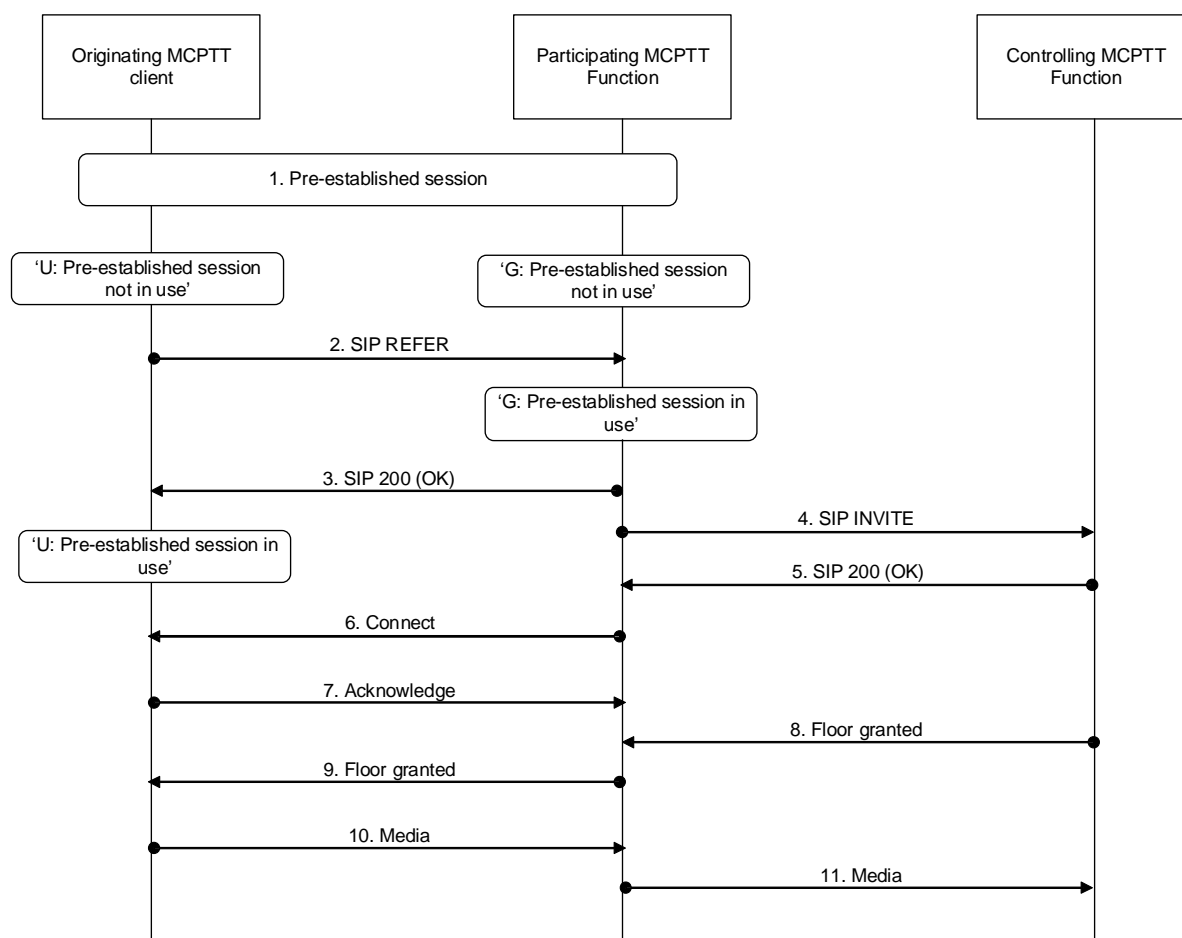 Originating MCPTT
client
Participating MCPTT
Function
Controlling MCPTT
Function
1. Pre-established session
‘U: Pre-established session
not in use’
‘G: Pre-established session
not in use’
2. SIP REFER
‘G: Pre-established session in
use’
3. SIP 200 (OK)
4. SIP INVITE
‘U: Pre-established session in
use’
5. SIP 200 (OK)
6. Connect
7. Acknowledge
8. Floor granted
9. Floor granted
10. Media
11. Media